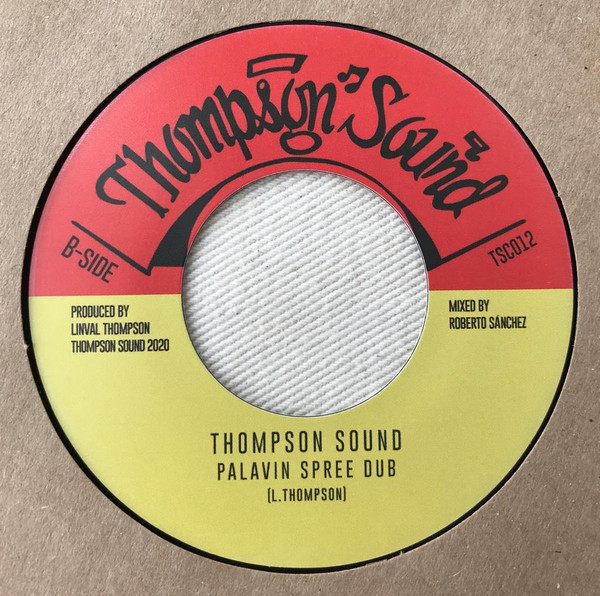 Thompson Sound
B-SIDE
TSC012
PRODUCED BY
LINVAL THOMPSON
THOMPSON SOUND 2020
MIXED BY
ROBERTO SÁNCHEZ
THOMPSON SOUND
PALAVIN SPREE DUB
(L.THOMPSON)